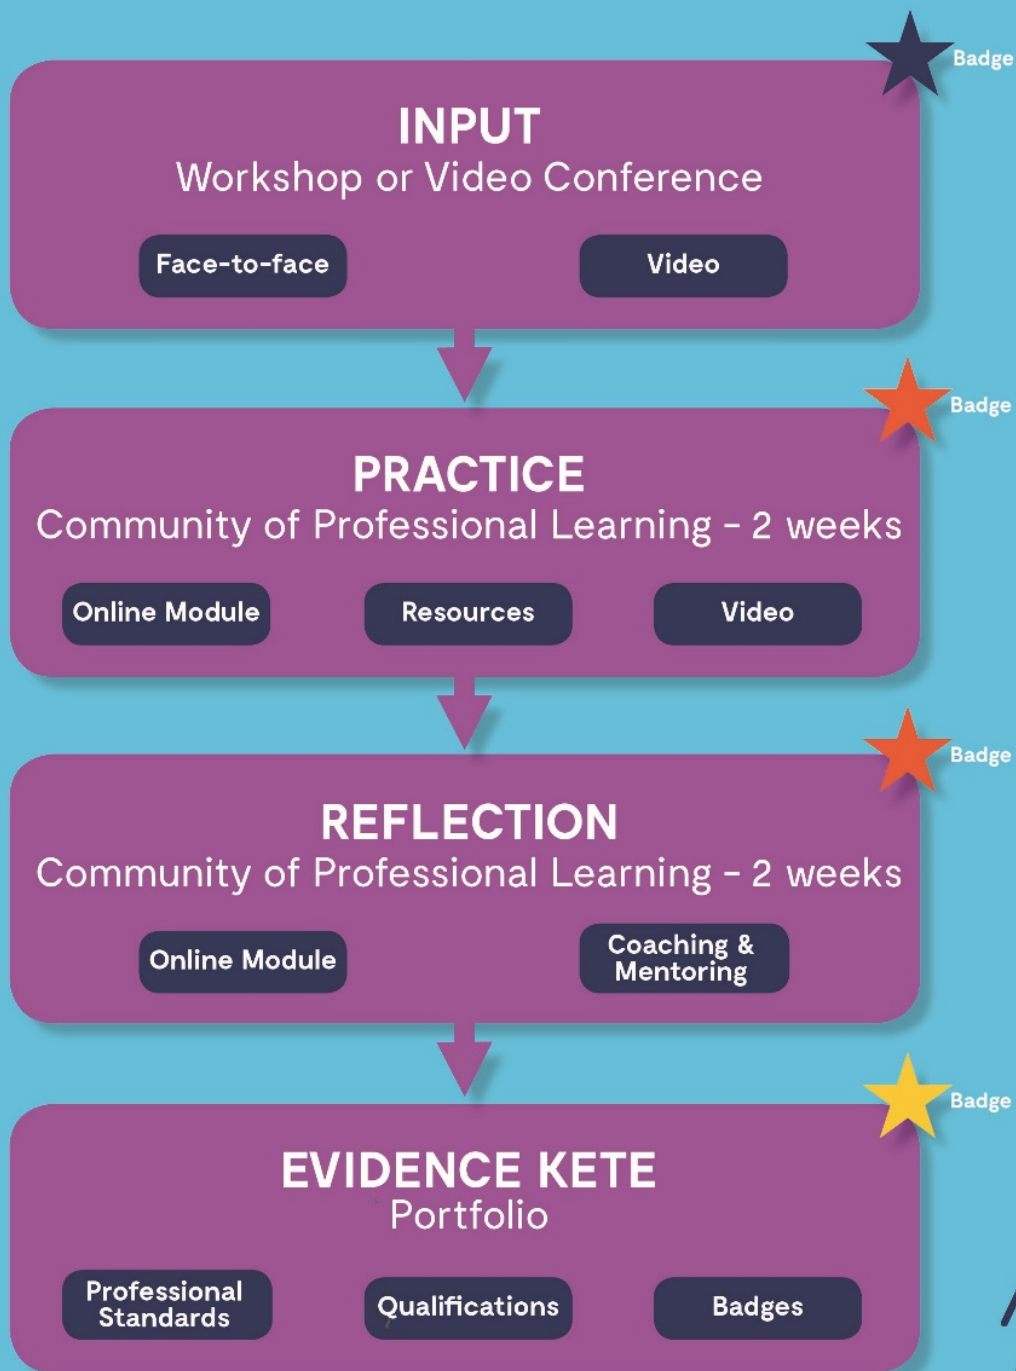 Badge
INPUT
Workshop or Video Conference
Face-to-face
Video
Badge
PRACTICE
Community of Professional Learning - 2 weeks
Online Module
Resources
Video
Badge
REFLECTION
Community of Professional Learning - 2 weeks
Online Module
Coaching &
Mentoring
Badge
EVIDENCE KETE
Portfolio
Professional
Standards
Qualifications
Badges